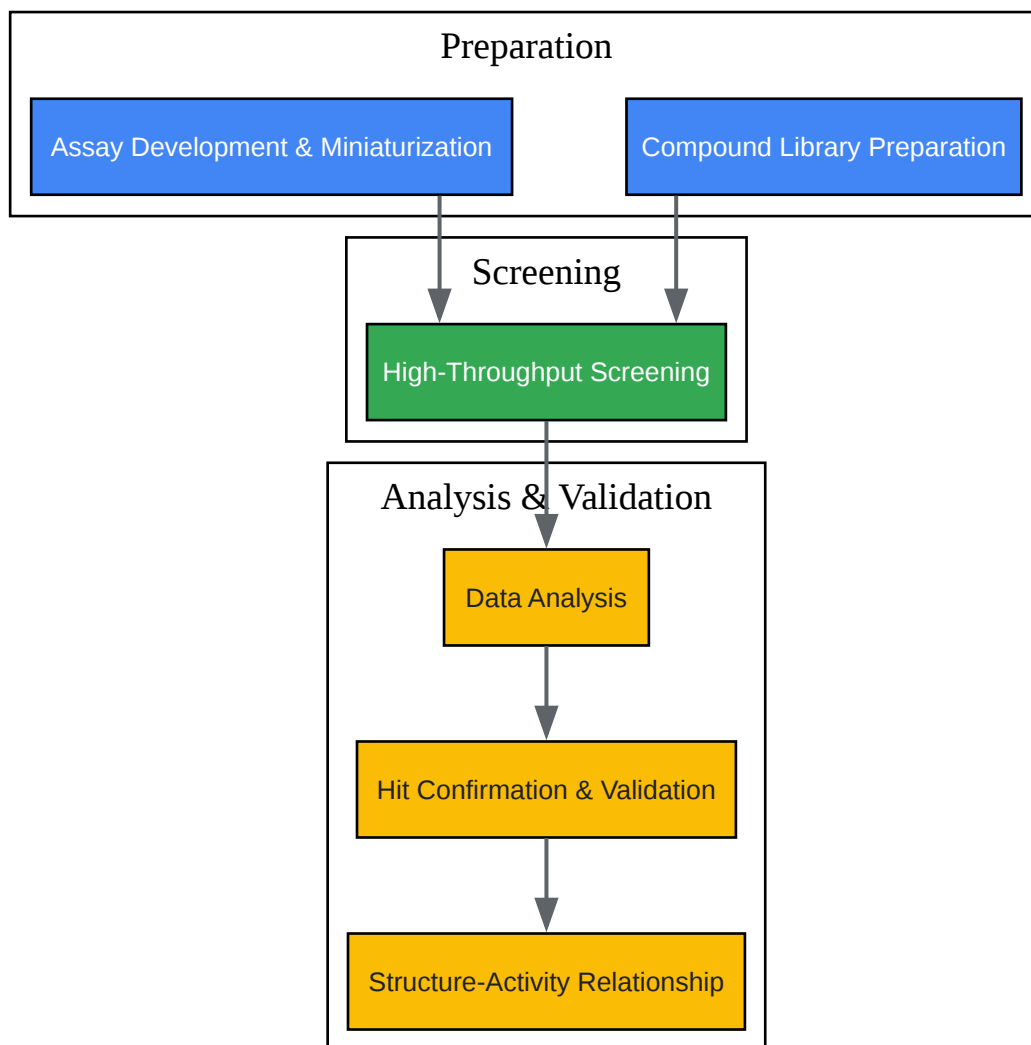 Preparation
Assay Development & Miniaturization
Compound Library Preparation
Screening
High-Throughput Screening
Analysis & Validation
Data Analysis
Hit Confirmation & Validation
Structure-Activity Relationship